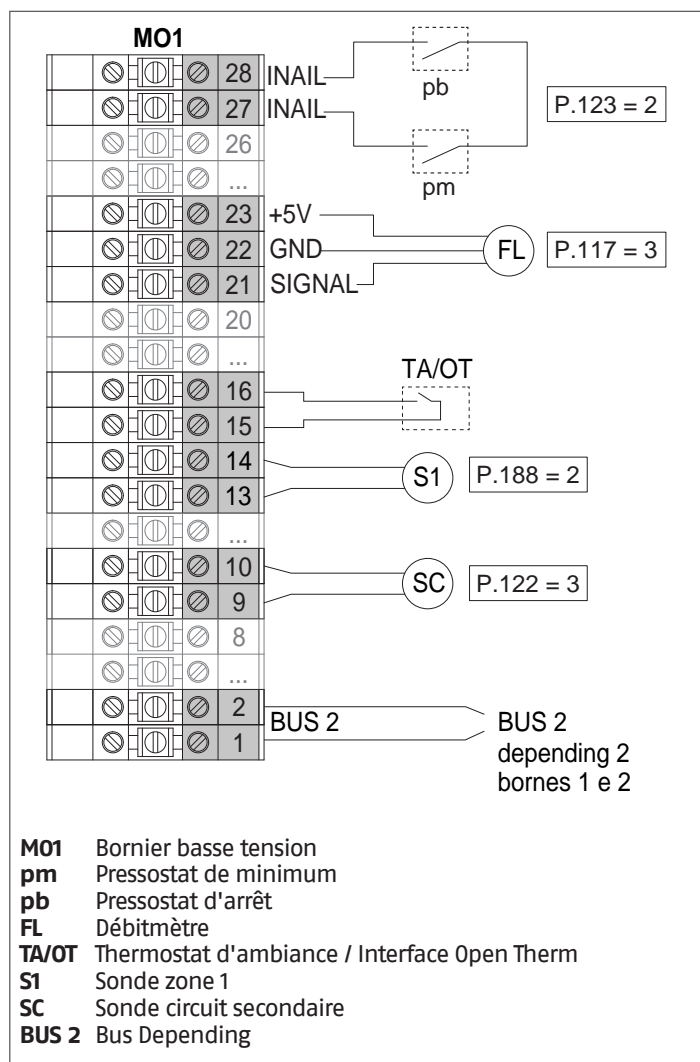 MO1
28 INAIL
pb
27 INAIL
P.123 = 2
26
pm
...
23 +5V
22 GND
FL
P.117 = 3
21 SIGNAL
20
...
TA/OT
16
15
14
S1
P.188 = 2
13
...
10
SC
P.122 = 3
9
8
...
2
BUS 2
BUS 2
1
depending 2
bornes 1 e 2
MO1 Bornier basse tension
pm Pressostat de minimum
pb Pressostat d'arrêt
FL Débitmètre
TA/OT Thermostat d'ambiance / Interface Open Therm
S1 Sonde zone 1
SC Sonde circuit secondaire
BUS 2 Bus Depending